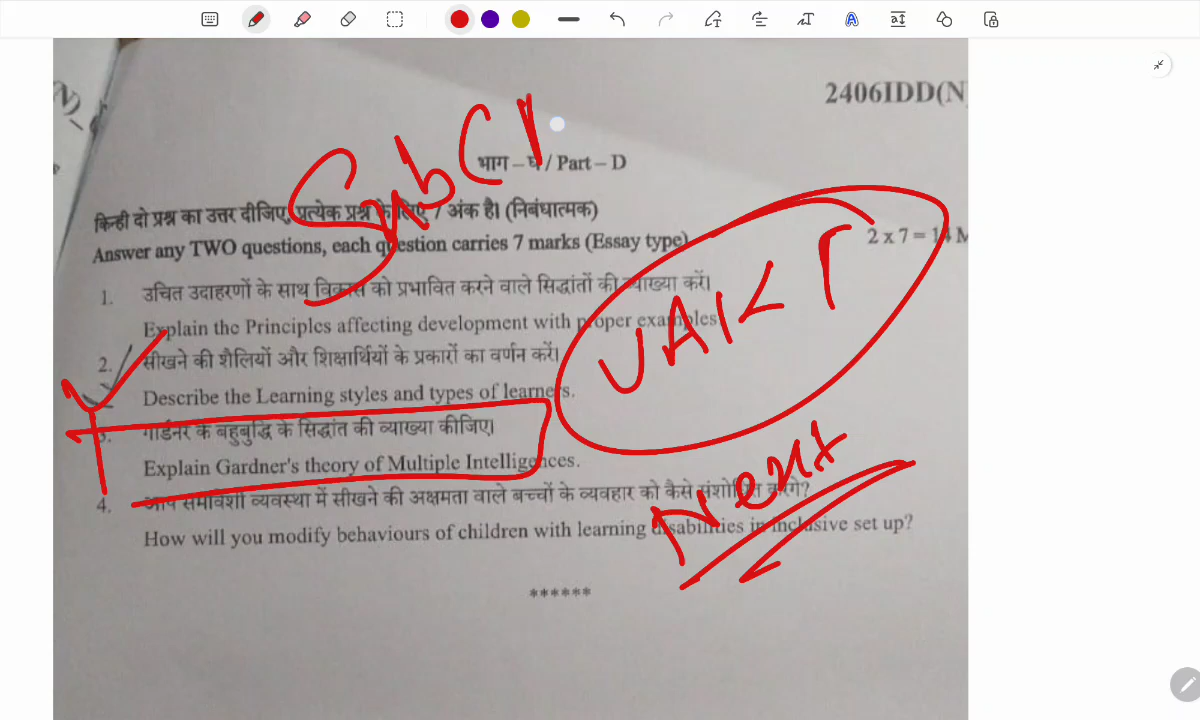 2406IDD(N
भाग – घ / Part – D
किन्ही दो प्रश्न का उत्तर दीजिए, प्रत्येक प्रश्न के लिए 7 अंक है। (निबंधात्मक)
Answer any TWO questions, each question carries 7 marks (Essay type)
2 x 7 = 14 M
1. उचित उदाहरणों के साथ विकास को प्रभावित करने वाले सिद्धांतों की व्याख्या करें।
Explain the Principles affecting development with proper examples
2. सीखने की शैलियों और शिक्षार्थियों के प्रकारों का वर्णन करें।
Describe the Learning styles and types of learners.
3. गार्डनर के बहुबुद्धि के सिद्धांत की व्याख्या कीजिए।
Explain Gardner's theory of Multiple Intelligences.
4. आप समावेशी व्यवस्था में सीखने की अक्षमता वाले बच्चों के व्यवहार को कैसे संशोधित करेंगे?
How will you modify behaviours of children with learning disabilities in inclusive set up?
******
VAKT
Next